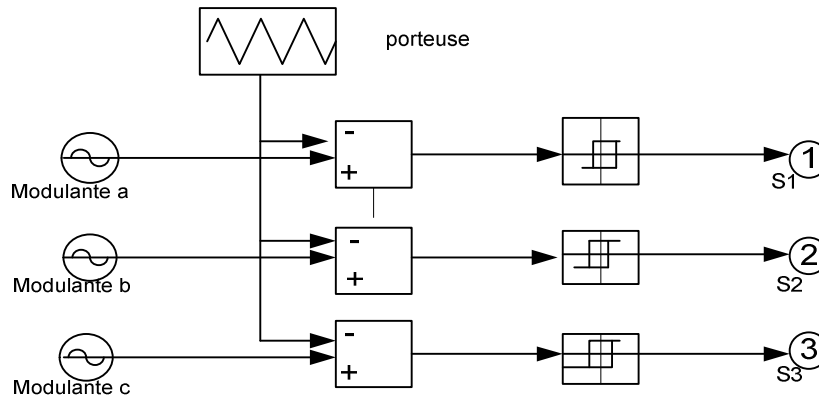 porteuse
-
+
Modulante a
1
S1
-
+
Modulante b
2
S2
-
+
Modulante c
3
S3